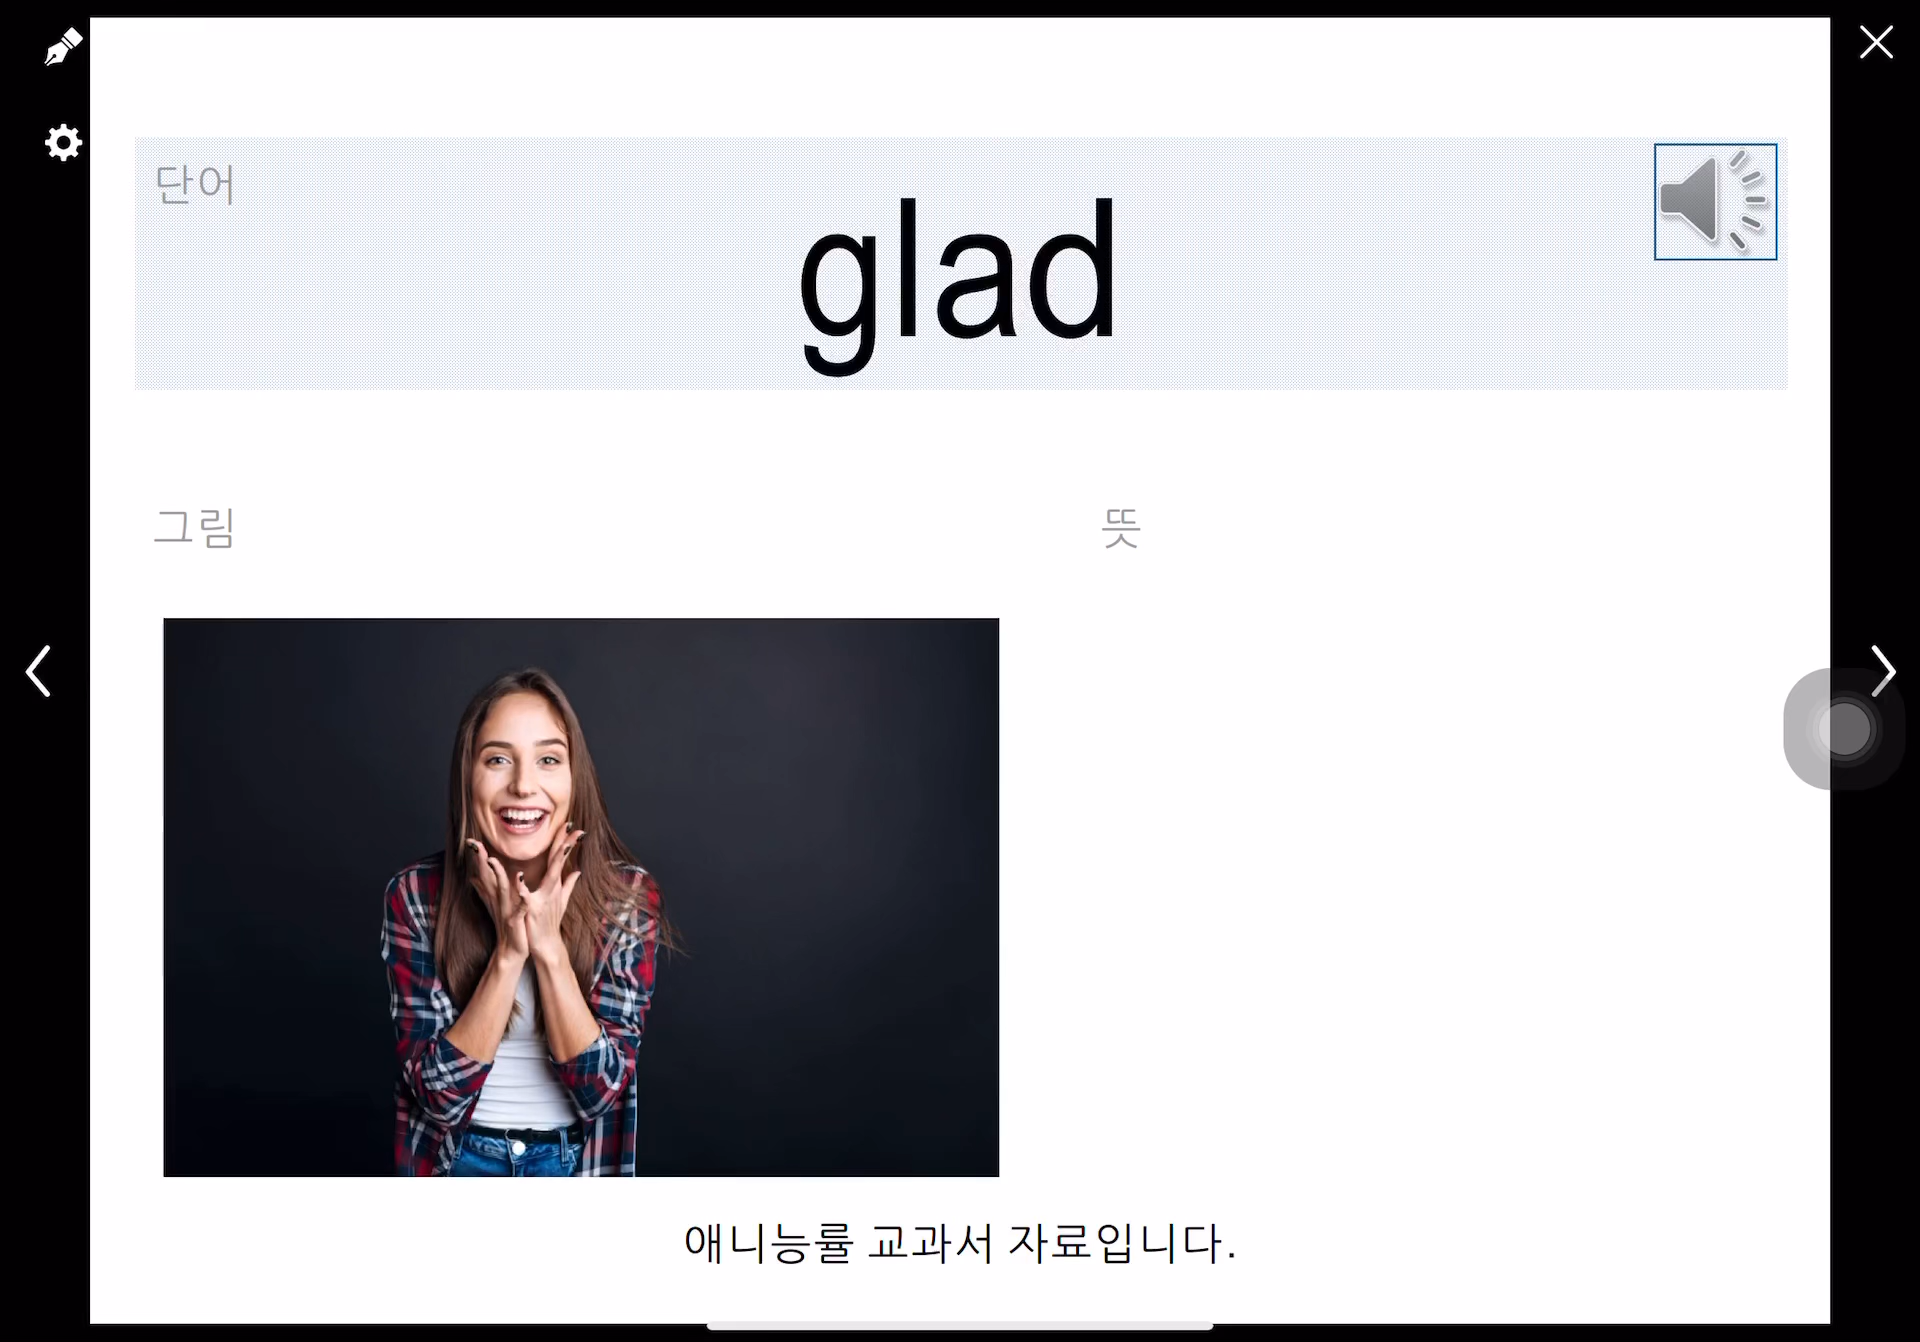 단어
glad
그림
뜻
애니능률 교과서 자료입니다.